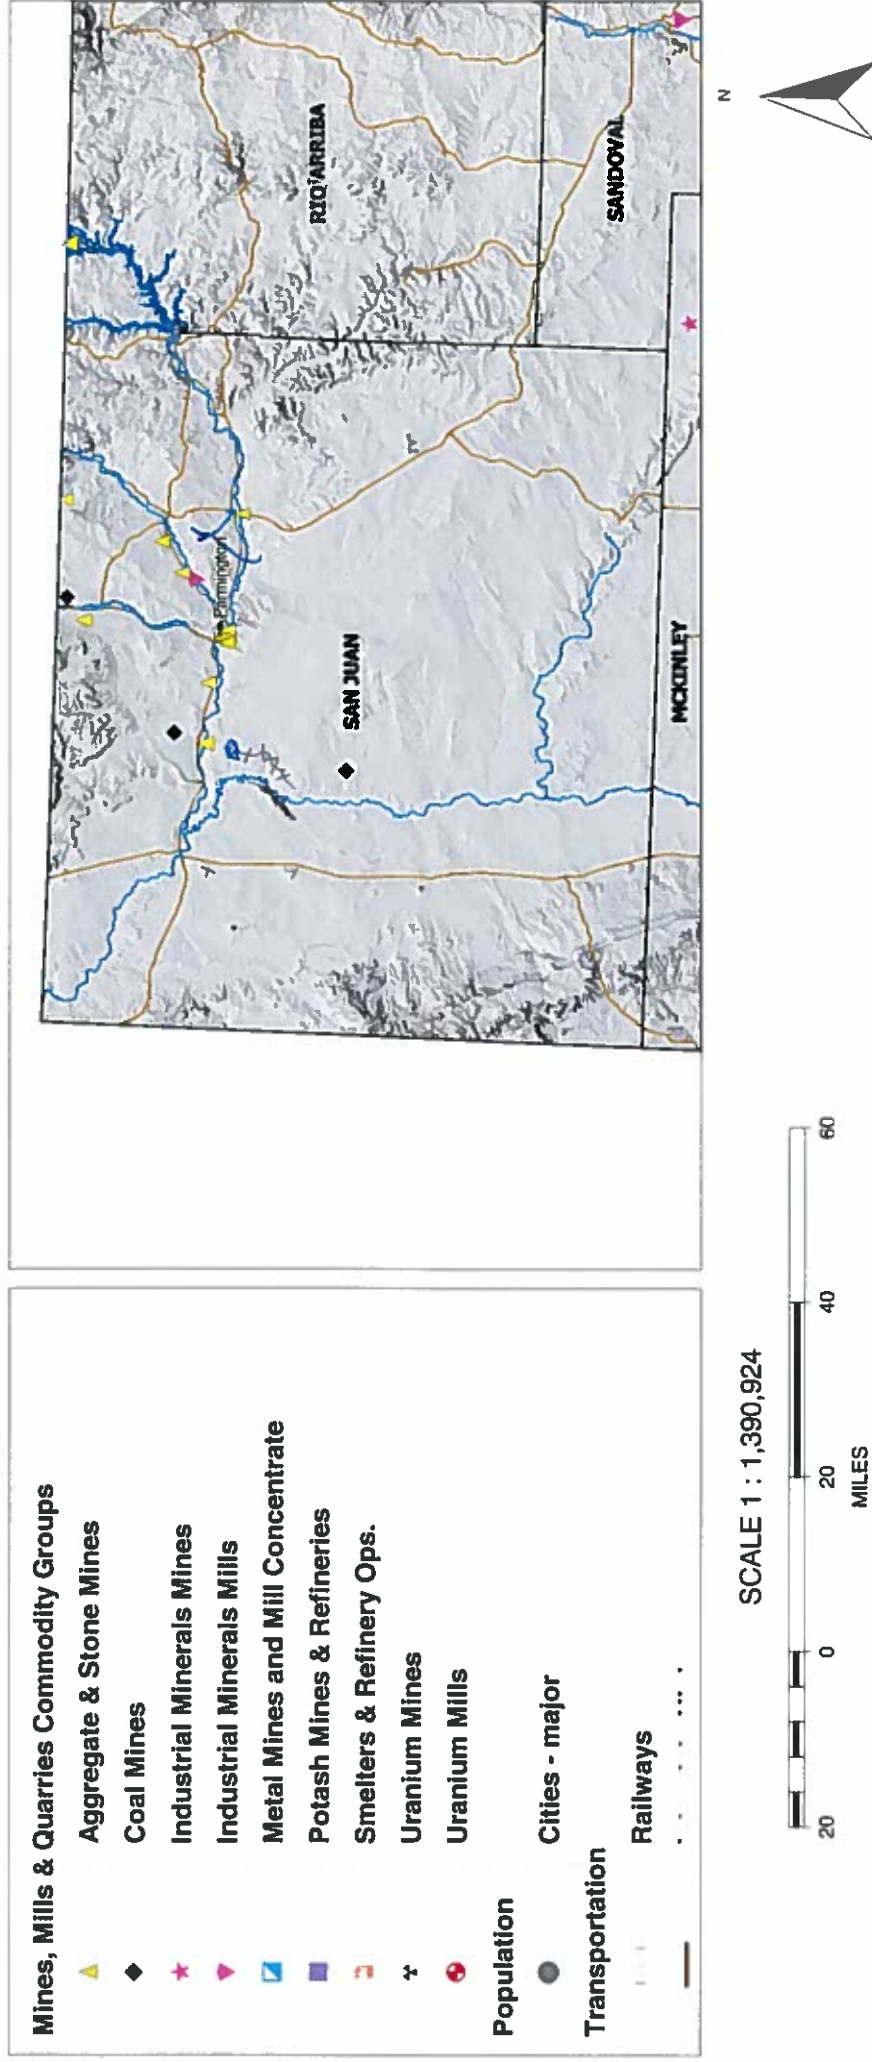 Mines, Mills & Quarries Commodity Groups
Aggregate & Stone Mines
Coal Mines
Industrial Minerals Mines
Industrial Minerals Mills
Metal Mines and Mill Concentrate
Potash Mines & Refineries
Smelters & Refinery Ops.
Uranium Mines
Uranium Mills
Population
Cities - major
Transportation
Railways
RIO ARRIBA
SANDOVAL
Farmington
SAN JUAN
MCKINLEY
N
SCALE 1 : 1,390,924
20 0 20 40 60
MILES